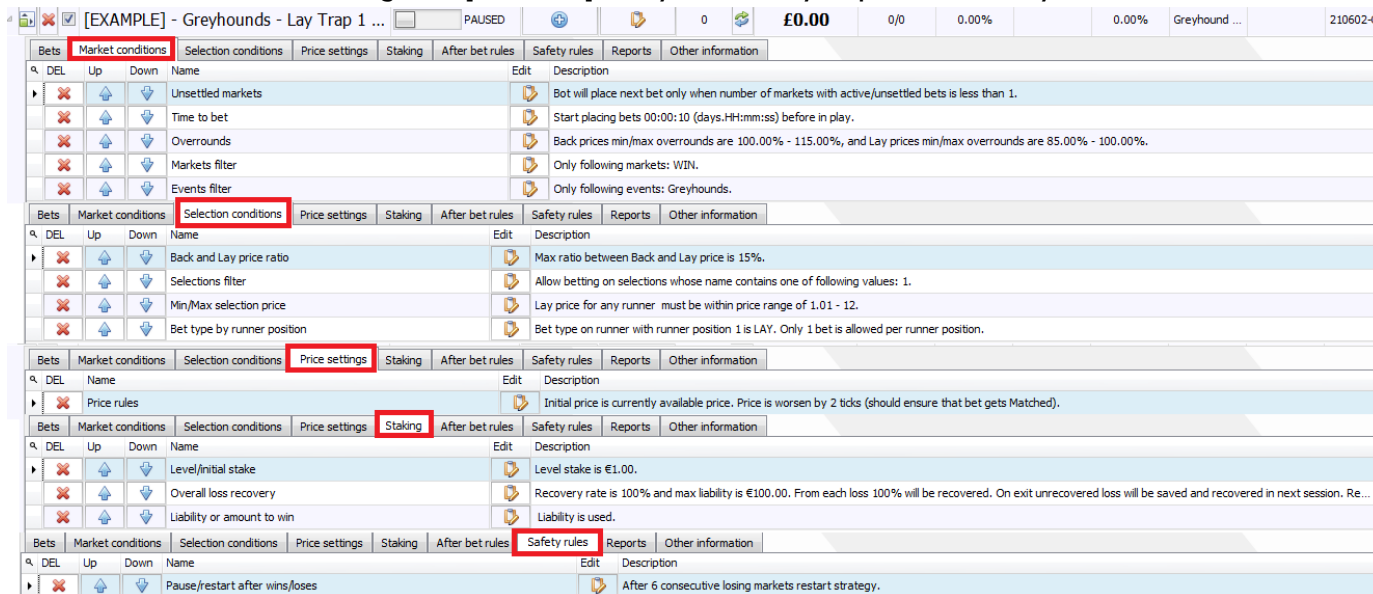 [EXAMPLE] - Greyhounds - Lay Trap 1 ... PAUSED 0 £0.00 0/0 0.00% 0.00% Greyhound ...
Bets Market conditions Selection conditions Price settings Staking After bet rules Safety rules Reports Other information
DEL Up Down Name Edit Description
Unsettled markets Bot will place next bet only when number of markets with active/unsettled bets is less than 1.
Time to bet Start placing bets 00:00:10 (days.HH:mm:ss) before in play.
Overrounds Back prices min/max overrounds are 100.00% - 115.00%, and Lay prices min/max overrounds are 85.00% - 100.00%.
Markets filter Only following markets: WIN.
Events filter Only following events: Greyhounds.
Bets Market conditions Selection conditions Price settings Staking After bet rules Safety rules Reports Other information
DEL Up Down Name Edit Description
Back and Lay price ratio Max ratio between Back and Lay price is 15%.
Selections filter Allow betting on selections whose name contains one of following values: 1.
Min/Max selection price Lay price for any runner must be within price range of 1.01 - 12.
Bet type by runner position Bet type on runner with runner position 1 is LAY. Only 1 bet is allowed per runner position.
Bets Market conditions Selection conditions Price settings Staking After bet rules Safety rules Reports Other information
DEL Name Edit Description
Price rules Initial price is currently available price. Price is worsen by 2 ticks (should ensure that bet gets Matched).
Bets Market conditions Selection conditions Price settings Staking After bet rules Safety rules Reports Other information
DEL Up Down Name Edit Description
Level/initial stake Level stake is €1.00.
Overall loss recovery Recovery rate is 100% and max liability is €100.00. From each loss 100% will be recovered. On exit unrecovered loss will be saved and recovered in next session. Re...
Liability or amount to win Liability is used.
Bets Market conditions Selection conditions Price settings Staking After bet rules Safety rules Reports Other information
DEL Up Down Name Edit Description
Pause/restart after wins/loses After 6 consecutive losing markets restart strategy.